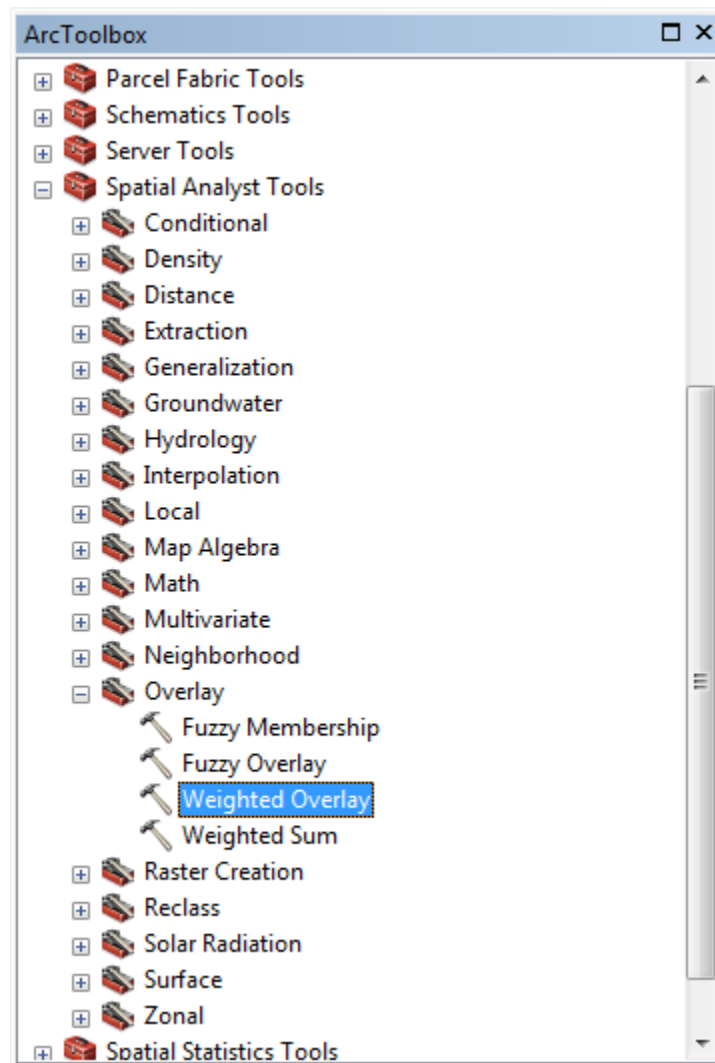 ArcToolbox
Parcel Fabric Tools
Schematics Tools
Server Tools
Spatial Analyst Tools
Conditional
Density
Distance
Extraction
Generalization
Groundwater
Hydrology
Interpolation
Local
Map Algebra
Math
Multivariate
Neighborhood
Overlay
Fuzzy Membership
Fuzzy Overlay
Weighted Overlay
Weighted Sum
Raster Creation
Reclass
Solar Radiation
Surface
Zonal
Spatial Statistics Tools